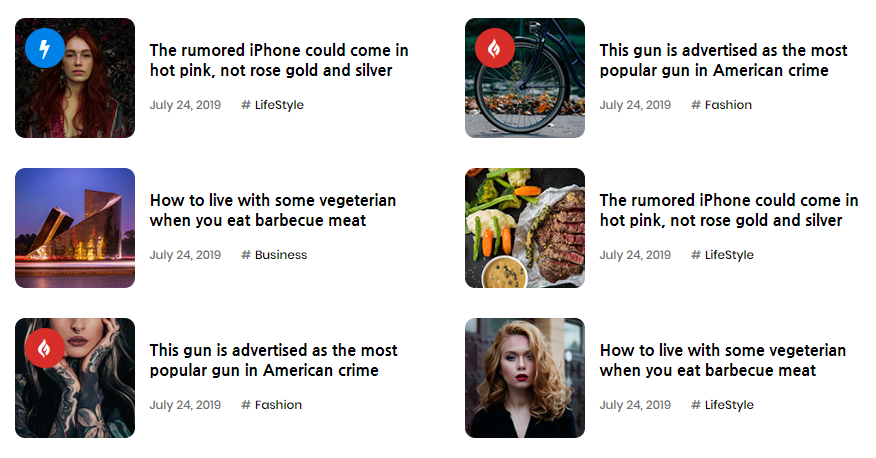 The rumored iPhone could come in
hot pink, not rose gold and silver
July 24, 2019 # LifeStyle
This gun is advertised as the most
popular gun in American crime
July 24, 2019 # Fashion
How to live with some vegeterian
when you eat barbecue meat
July 24, 2019 # Business
The rumored iPhone could come in
hot pink, not rose gold and silver
July 24, 2019 # LifeStyle
This gun is advertised as the most
popular gun in American crime
July 24, 2019 # Fashion
How to live with some vegeterian
when you eat barbecue meat
July 24, 2019 # LifeStyle